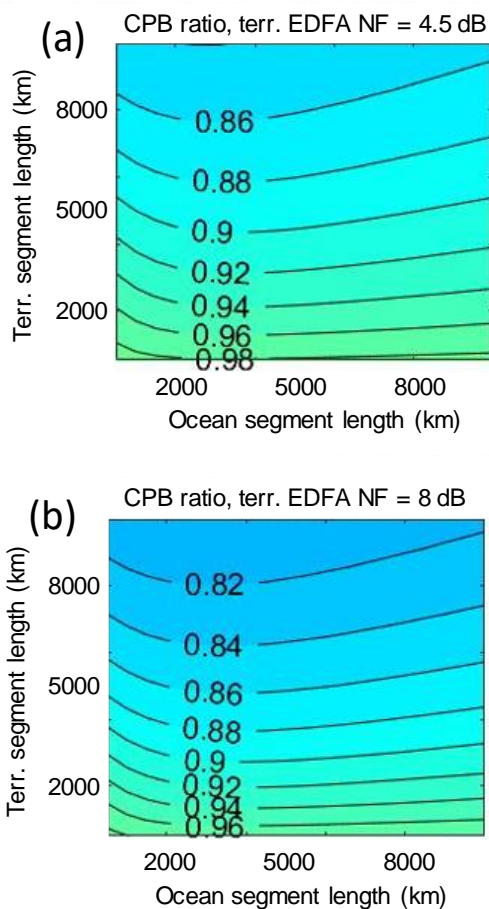 (a)
CPB ratio, terr. EDFA NF = 4.5 dB
Terr. segment length (km)
8000
5000
2000
0.86
0.88
0.9
0.92
0.94
0.96
0.98
2000 5000 8000
Ocean segment length (km)
(b)
CPB ratio, terr. EDFA NF = 8 dB
Terr. segment length (km)
8000
5000
2000
0.82
0.84
0.86
0.88
0.9
0.92
0.94
0.96
2000 5000 8000
Ocean segment length (km)